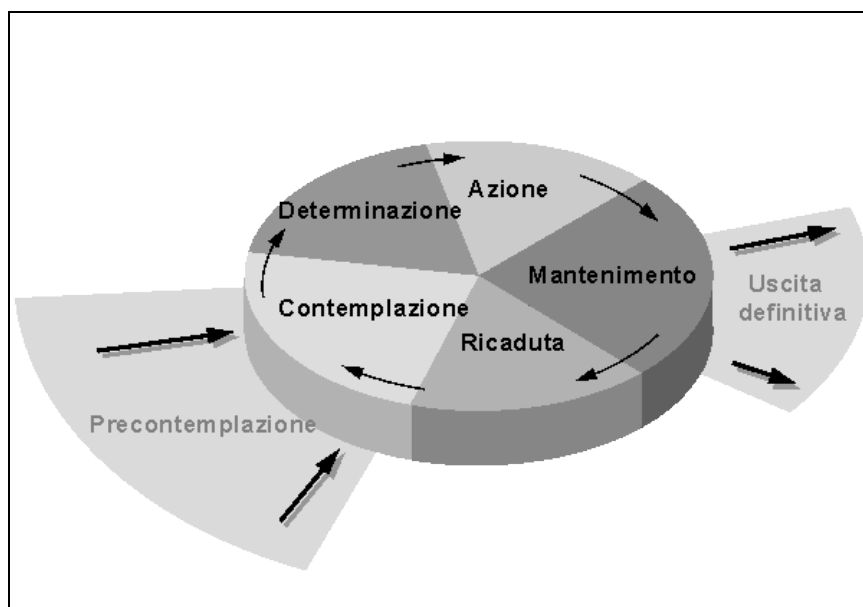 Azione
Determinazione
Mantenimento
Uscita
definitiva
Contemplazione
Ricaduta
Precontemplazione